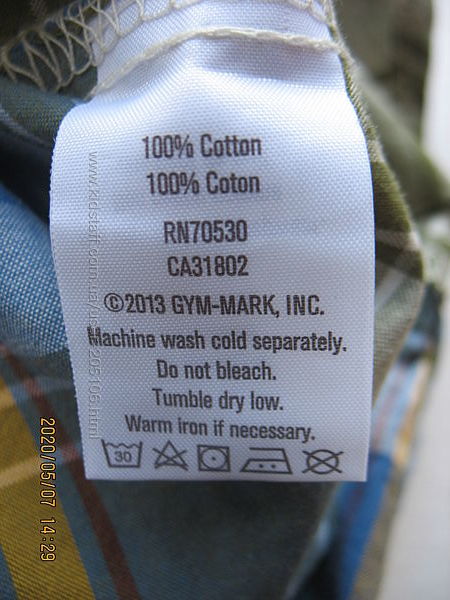 100% Cotton
100% Coton
RN70530
CA31802
©2013 GYM-MARK, INC.
Machine wash cold separately.
Do not bleach.
Tumble dry low.
Warm iron if necessary.
30
2020/05/07 14:29